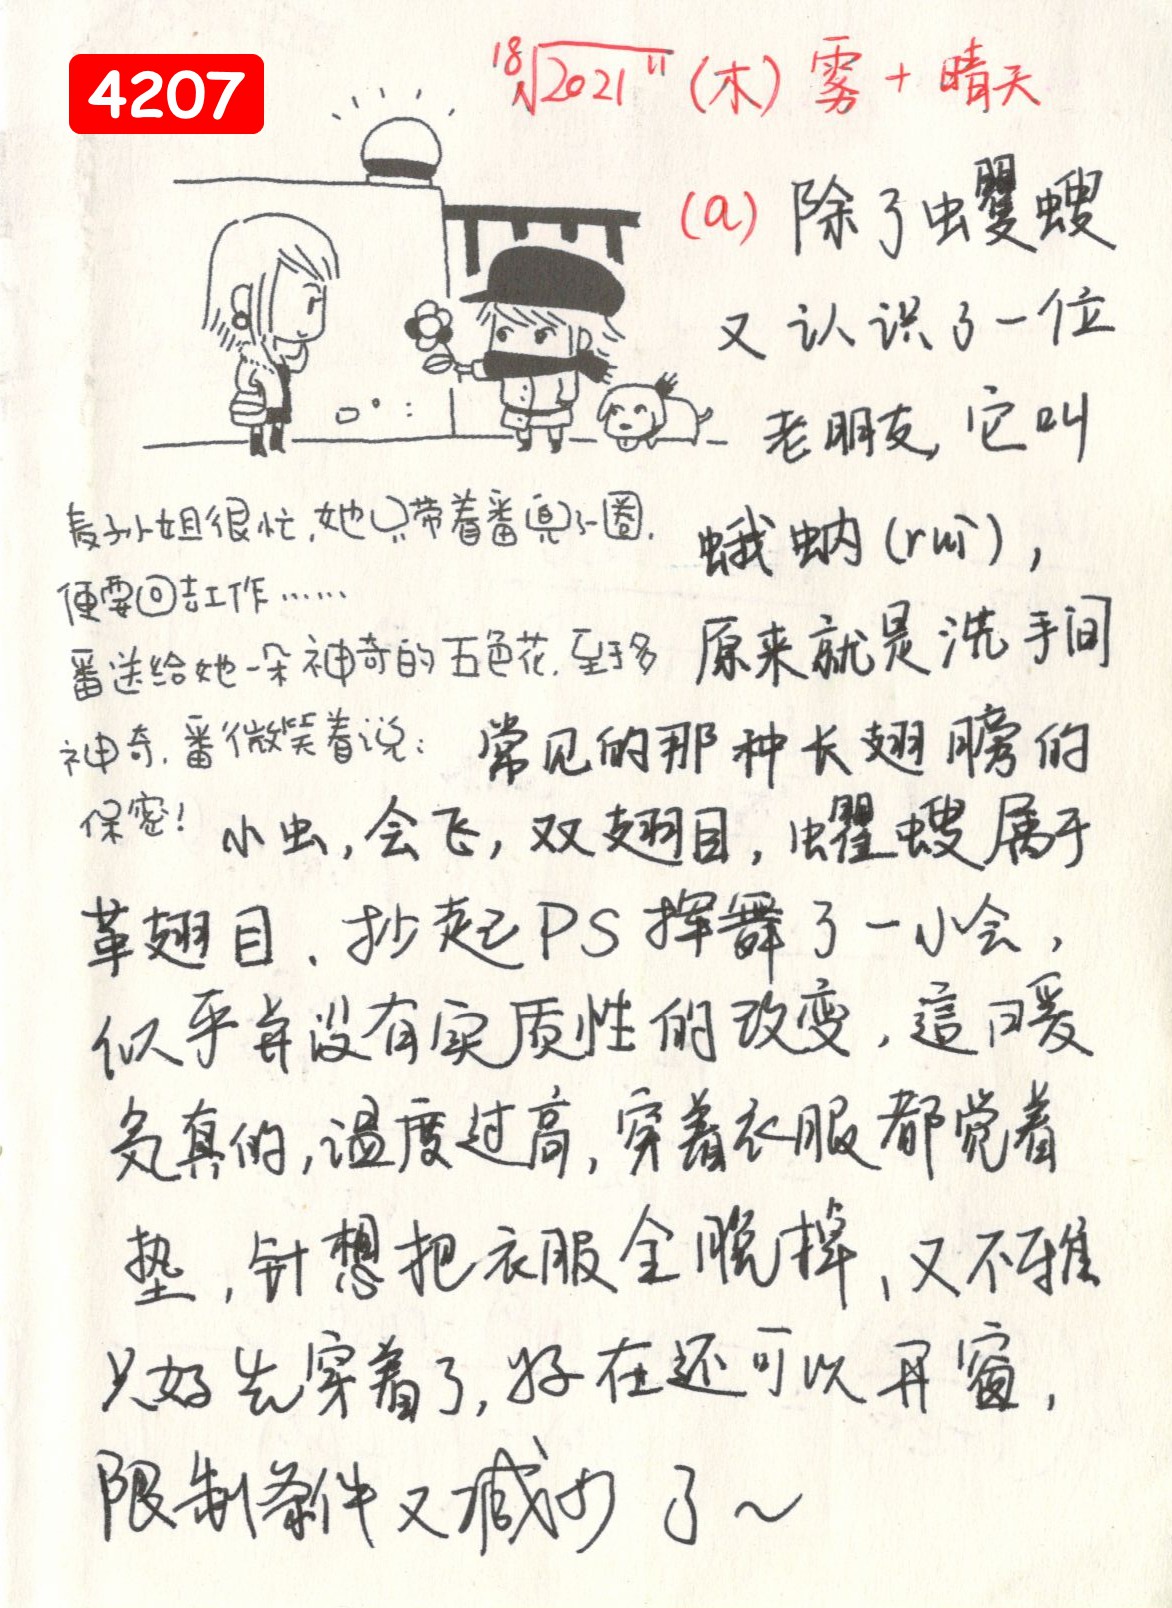 4207
18√2021 11 (木) 雾 + 晴天
(a) 除了蠼螋
又认识了一位
老朋友，它叫
蛾蚋(ruì)，
原来就是洗手间
常见的那种长翅膀的
小虫，会飞，双翅目，蠼螋属于
革翅目．抄起PS挥舞了一小会，
似乎并没有实质性的改变，這口暖
气真的，温度过高，穿着衣服都觉着
垫，针想把衣服全脱掉，又不雅
只好先穿着了，好在还可以开窗，
限制条件又减少了～
麦子小姐很忙，她只带着番逛了一圈，
便要回去工作……
番送给她一朵神奇的五色花．至于多
神奇．番微笑着说：
保密！